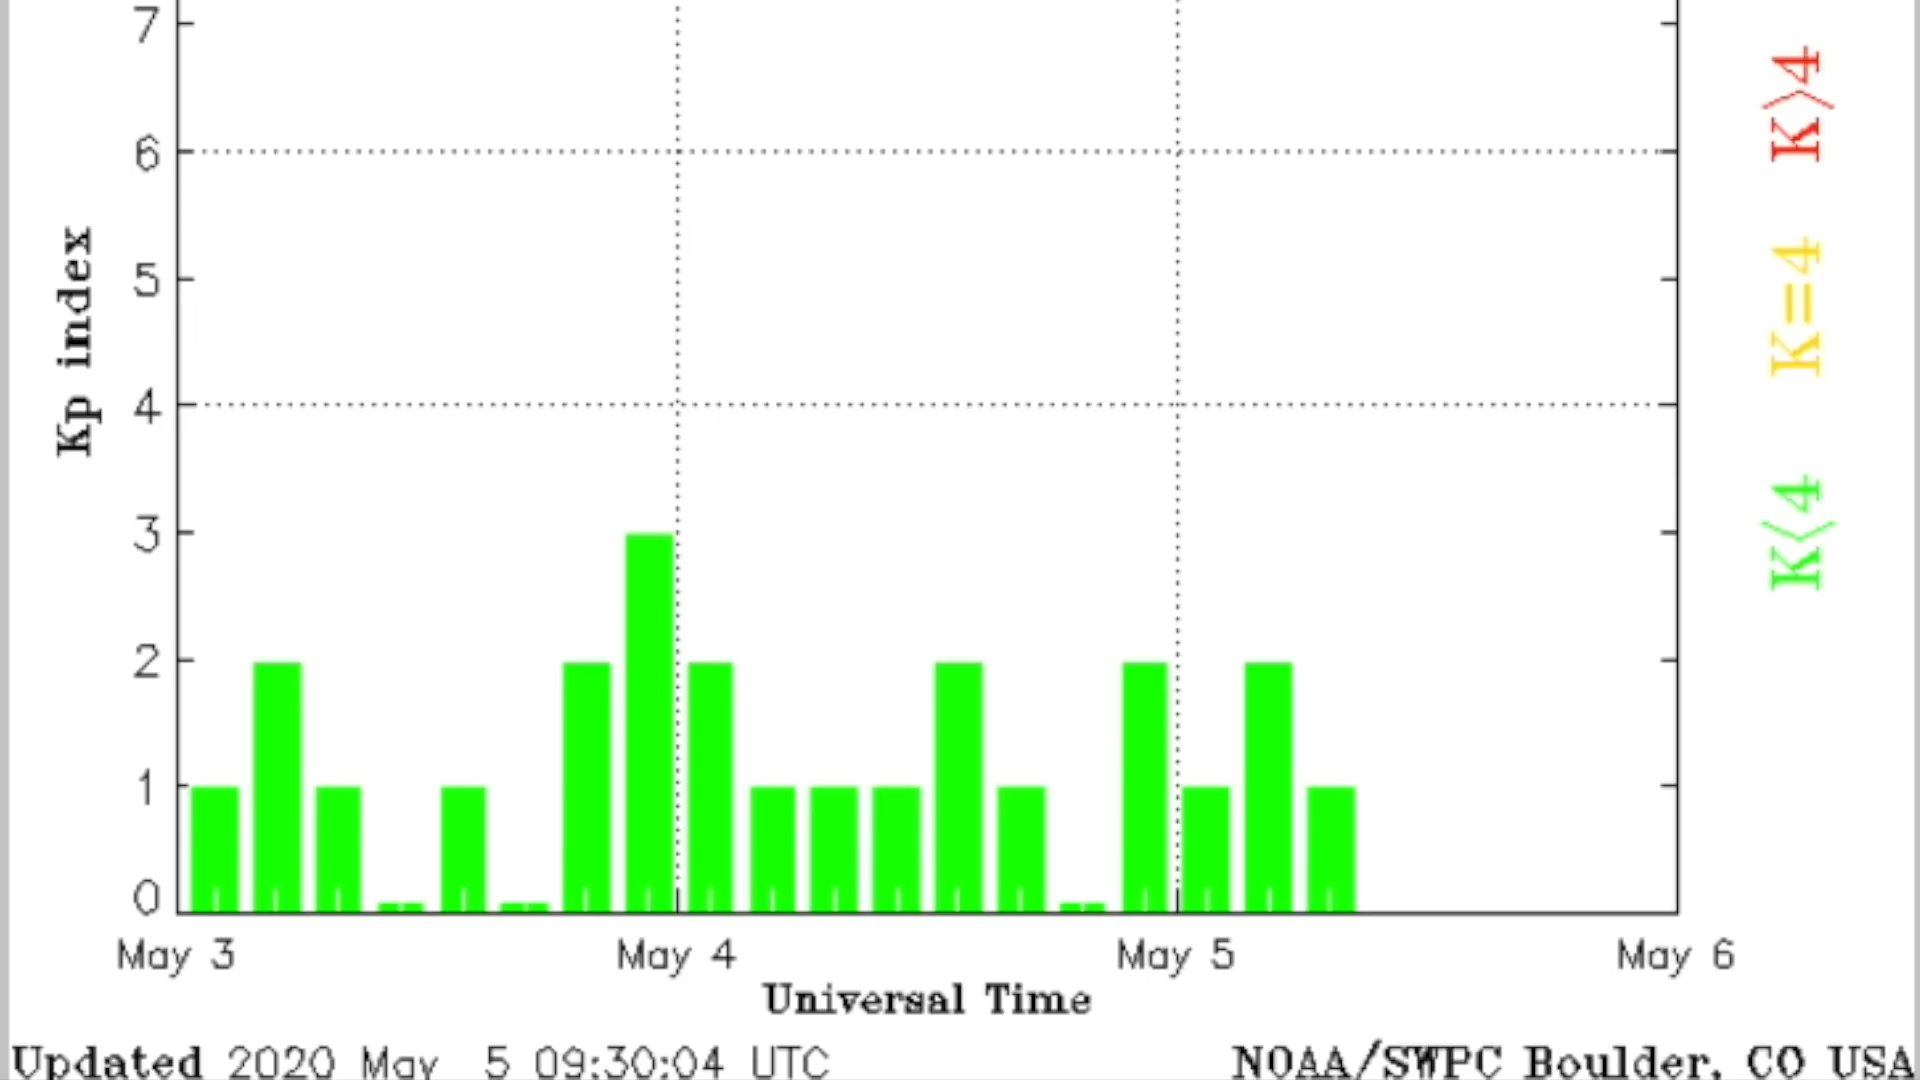 7
6
5
4
3
2
1
0
Kp index
K>4
K=4
K<4
May 3
May 4
May 5
May 6
Universal Time
Updated 2020 May 5 09:30:04 UTC
NOAA/SWPC Boulder, CO USA